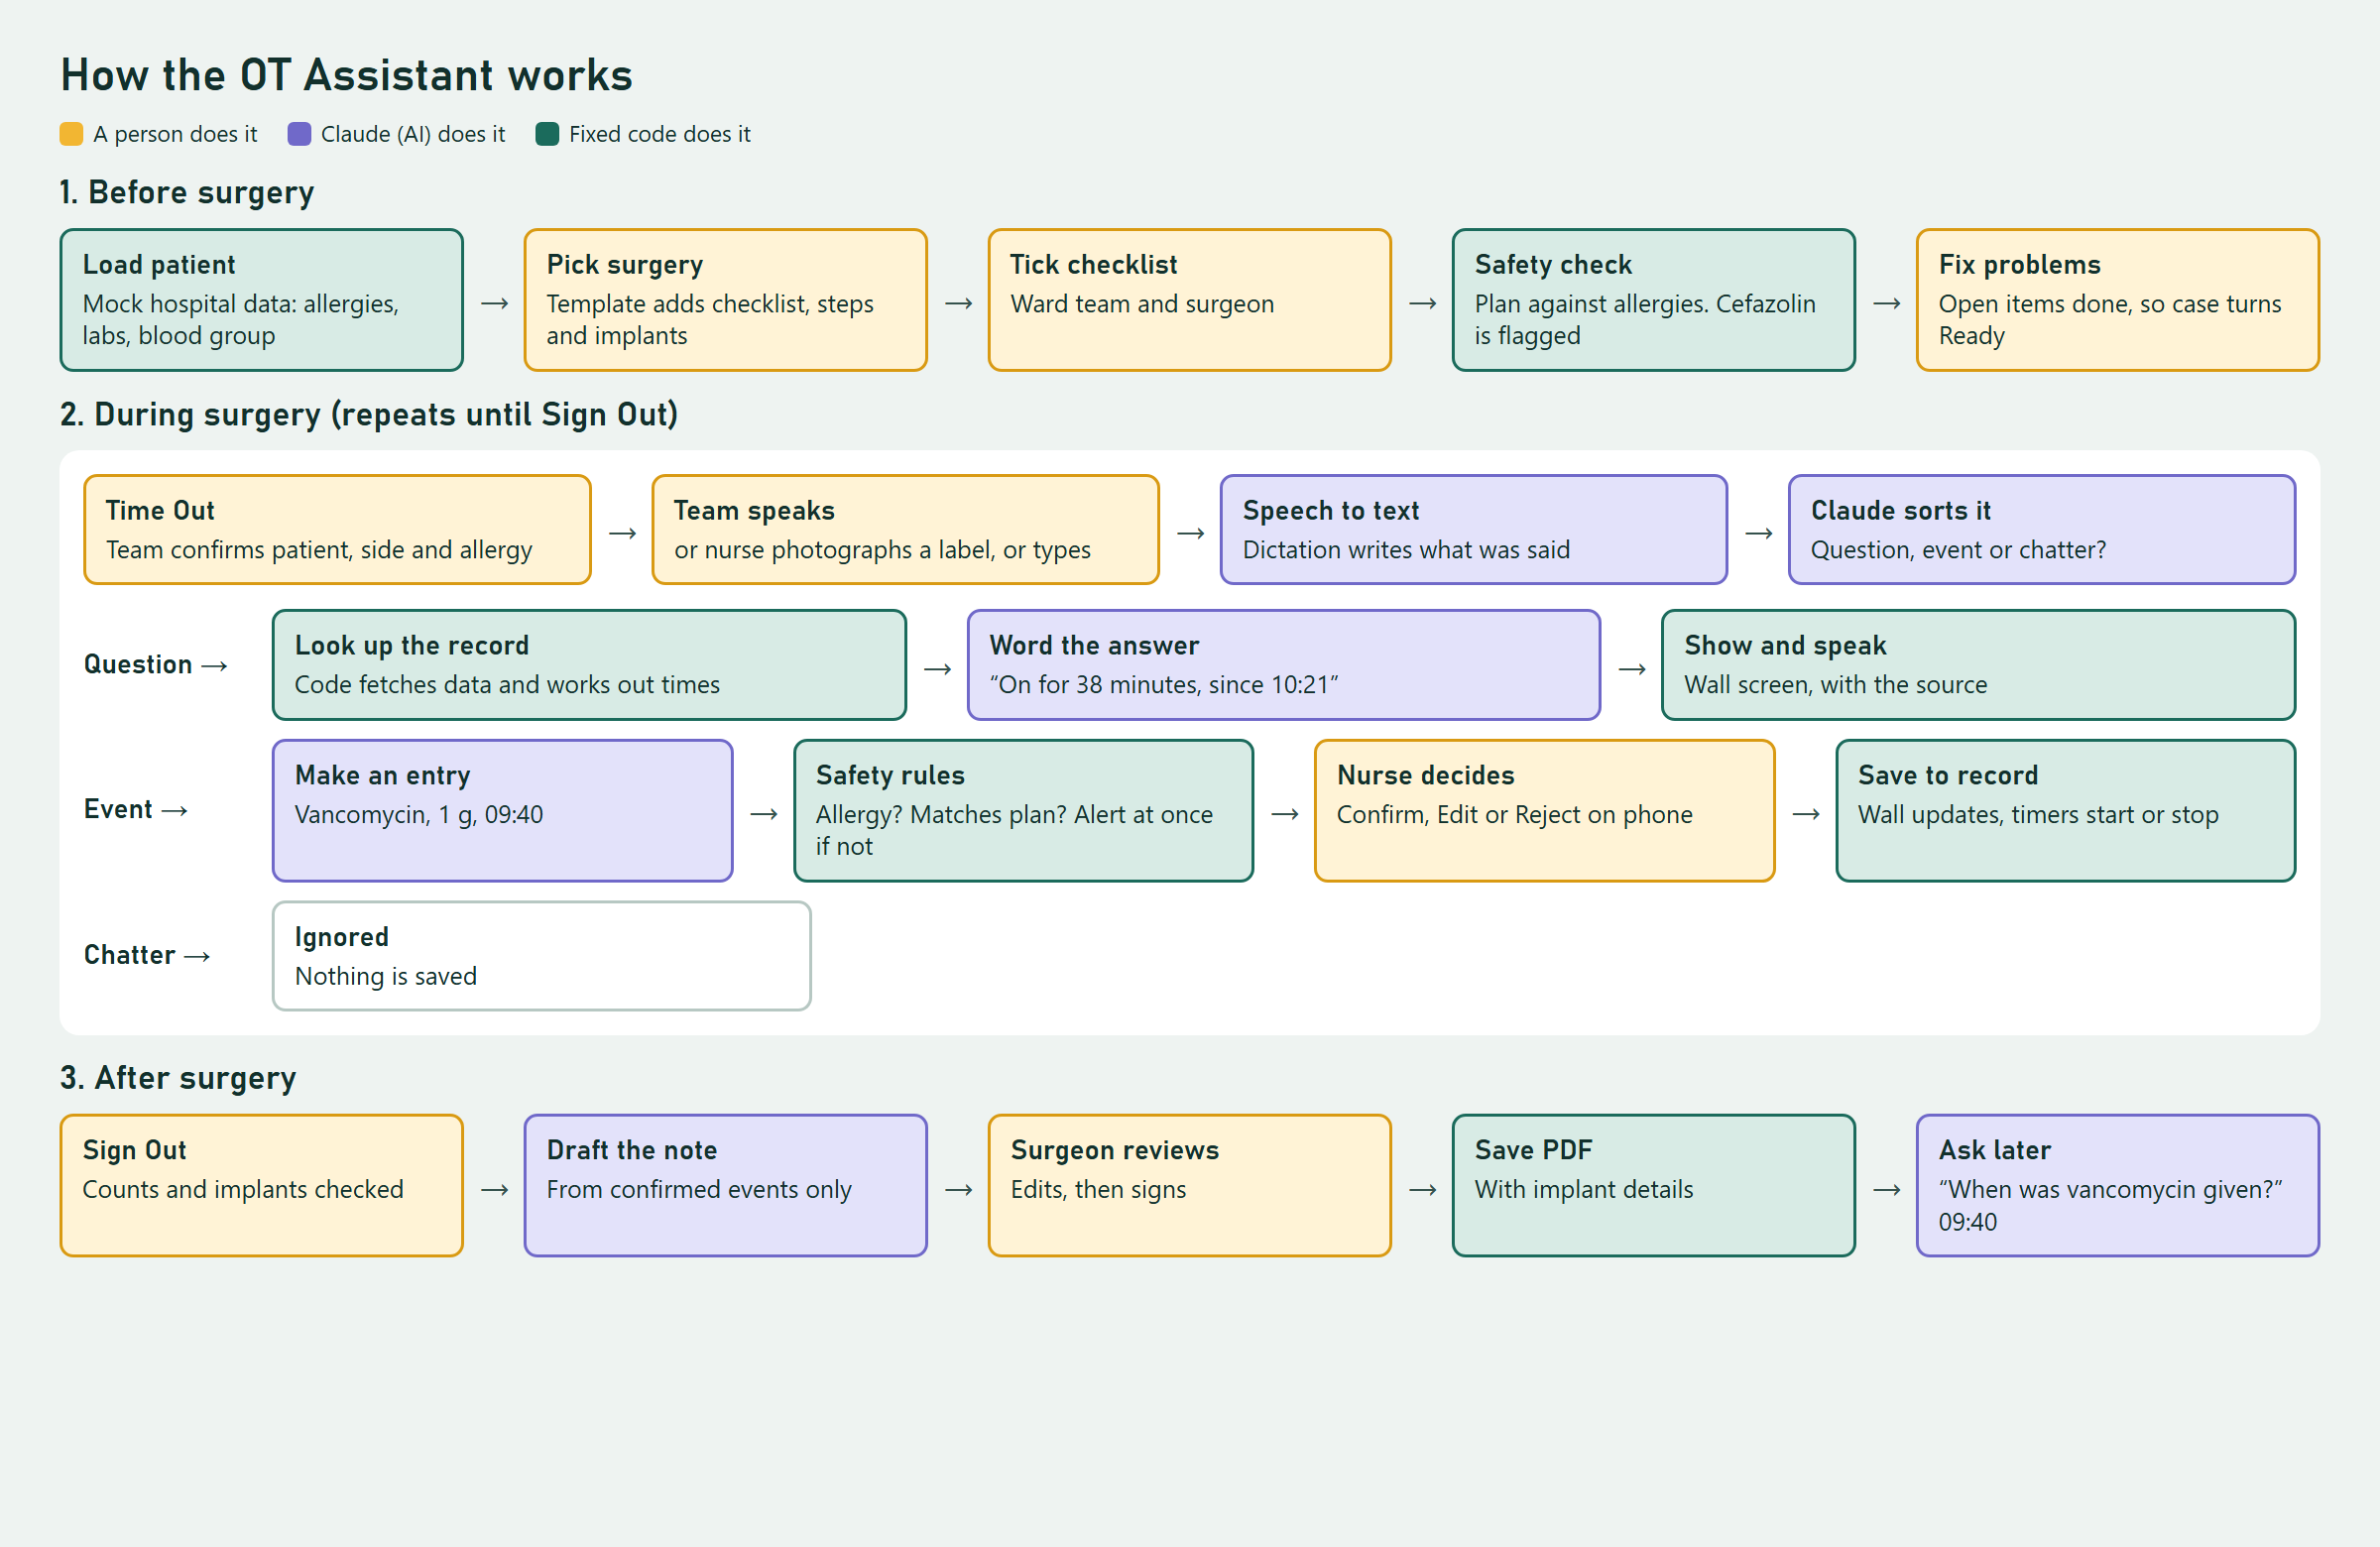 How the OT Assistant works
A person does it
Claude (AI) does it
Fixed code does it
1. Before surgery
Load patient
Mock hospital data: allergies,
labs, blood group
→
Pick surgery
Template adds checklist, steps
and implants
→
Tick checklist
Ward team and surgeon
→
Safety check
Plan against allergies. Cefazolin
is flagged
→
Fix problems
Open items done, so case turns
Ready
2. During surgery (repeats until Sign Out)
Time Out
Team confirms patient, side and allergy
→
Team speaks
or nurse photographs a label, or types
→
Speech to text
Dictation writes what was said
→
Claude sorts it
Question, event or chatter?
Question →
Look up the record
Code fetches data and works out times
→
Word the answer
“On for 38 minutes, since 10:21”
→
Show and speak
Wall screen, with the source
Event →
Make an entry
Vancomycin, 1 g, 09:40
→
Safety rules
Allergy? Matches plan? Alert at once
if not
→
Nurse decides
Confirm, Edit or Reject on phone
→
Save to record
Wall updates, timers start or stop
Chatter →
Ignored
Nothing is saved
3. After surgery
Sign Out
Counts and implants checked
→
Draft the note
From confirmed events only
→
Surgeon reviews
Edits, then signs
→
Save PDF
With implant details
→
Ask later
“When was vancomycin given?”
09:40